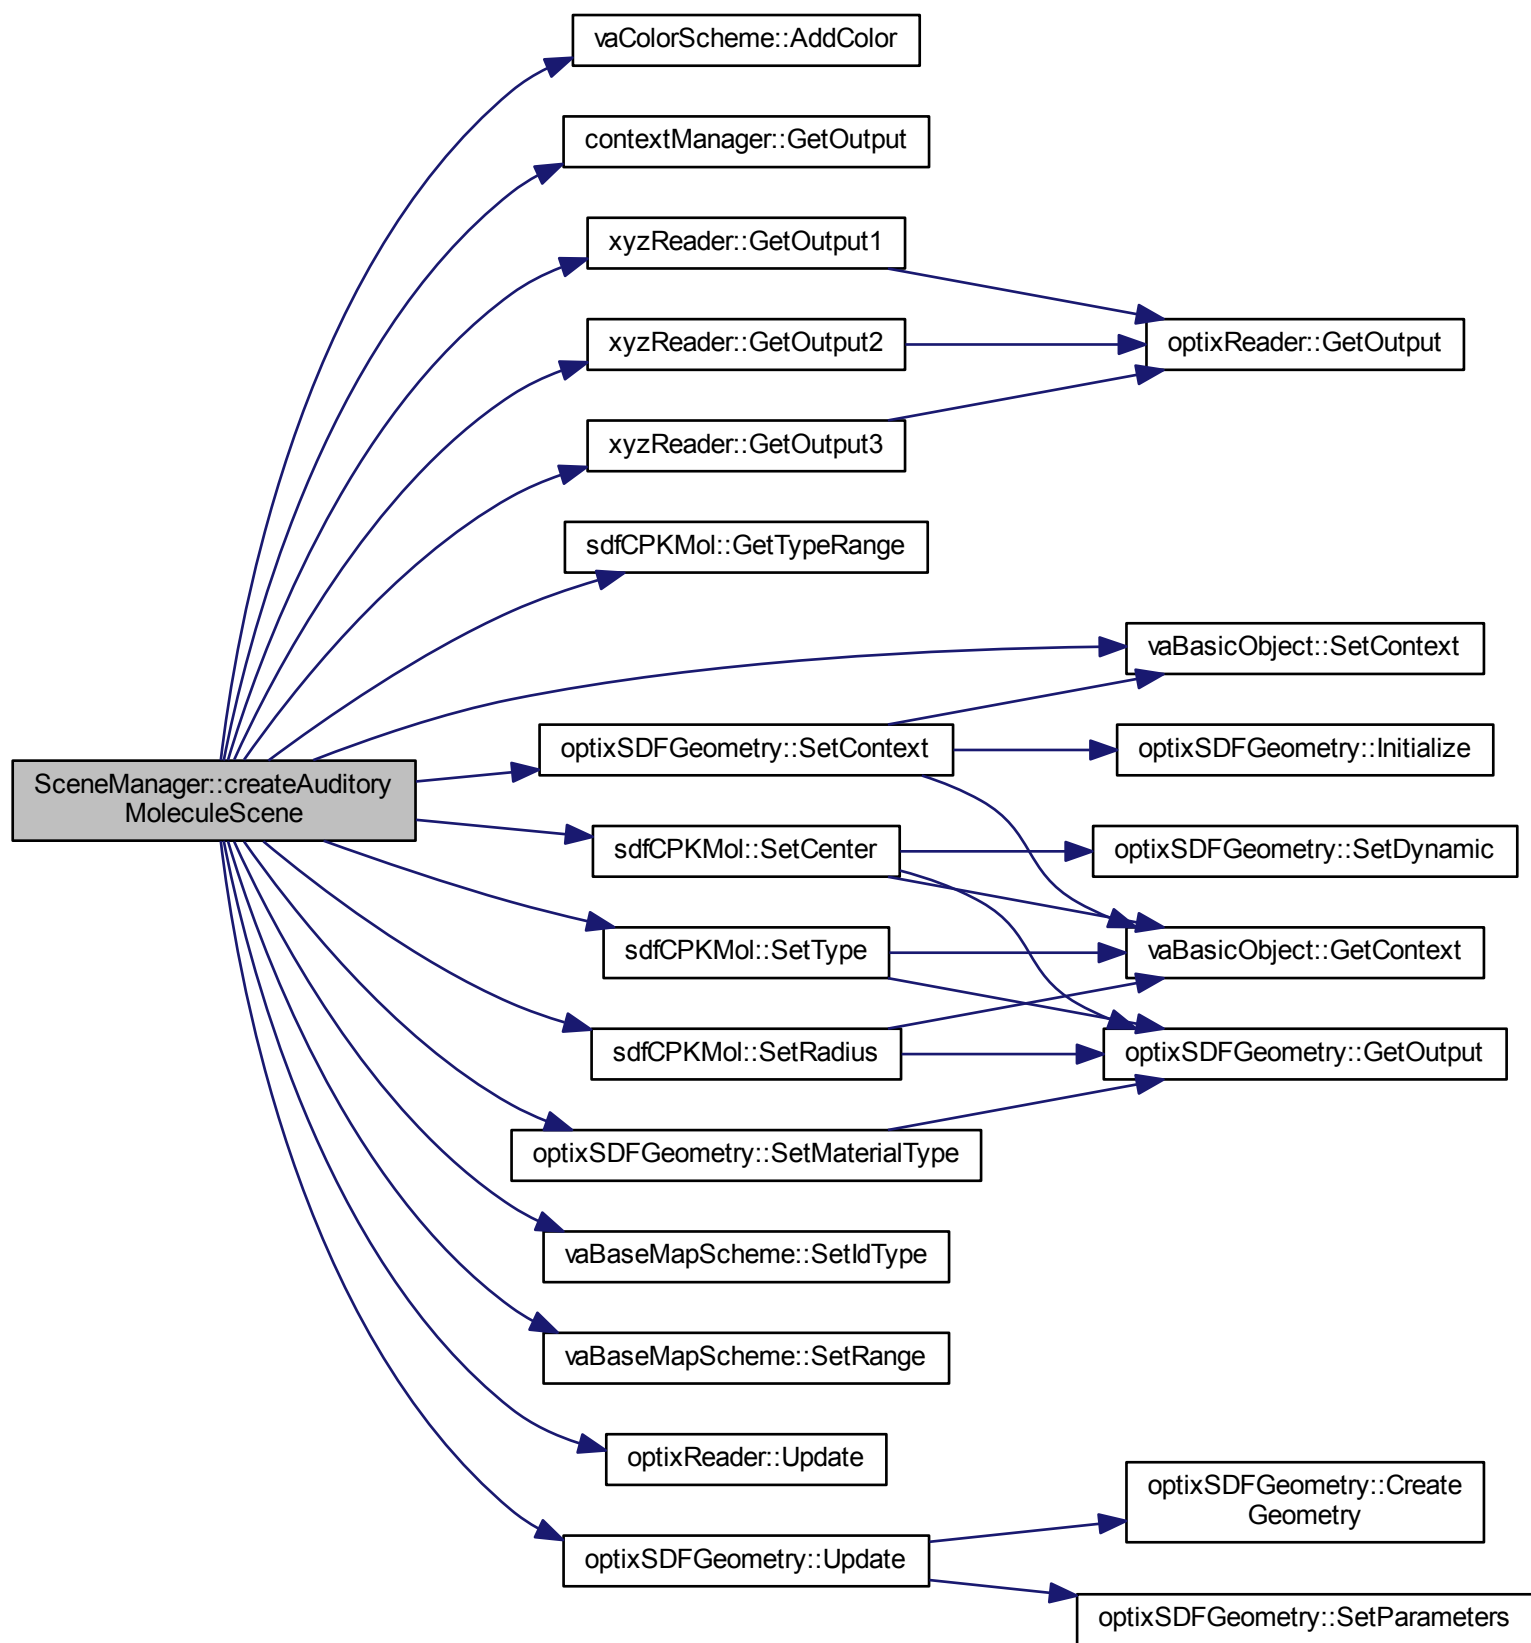 vaColorScheme::AddColor
contextManager::GetOutput
xyzReader::GetOutput1
xyzReader::GetOutput2
optixReader::GetOutput
xyzReader::GetOutput3
sdfCPKMol::GetTypeRange
vaBasicObject::SetContext
optixSDFGeometry::SetContext
optixSDFGeometry::Initialize
SceneManager::createAuditory
MoleculeScene
sdfCPKMol::SetCenter
optixSDFGeometry::SetDynamic
sdfCPKMol::SetType
vaBasicObject::GetContext
sdfCPKMol::SetRadius
optixSDFGeometry::GetOutput
optixSDFGeometry::SetMaterialType
vaBaseMapScheme::SetIdType
vaBaseMapScheme::SetRange
optixReader::Update
optixSDFGeometry::Create
Geometry
optixSDFGeometry::Update
optixSDFGeometry::SetParameters